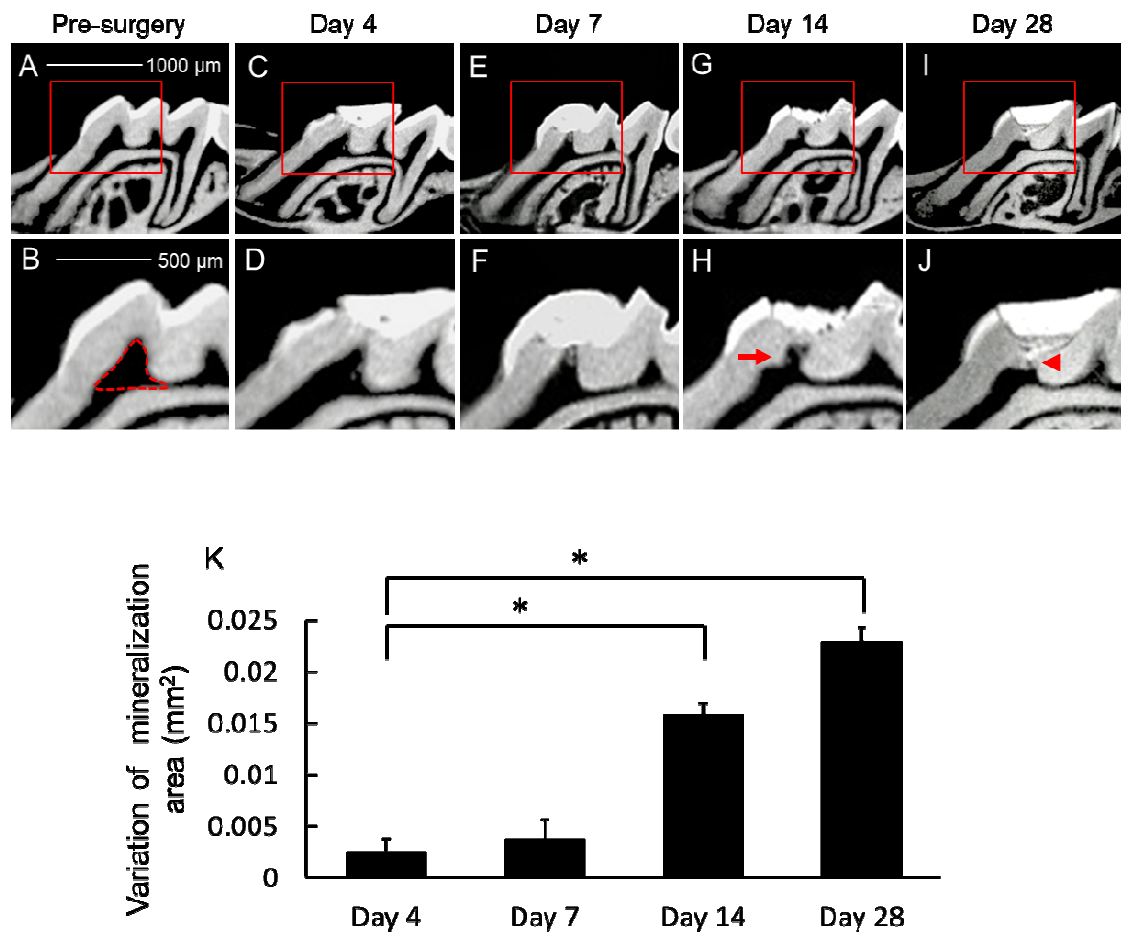 Pre-surgery Day 4 Day 7 Day 14 Day 28
A 1000 μm C E G I
B 500 μm D F H J
K
*
*
Variation of mineralization
area (mm²)
0.025
0.02
0.015
0.01
0.005
0
Day 4 Day 7 Day 14 Day 28